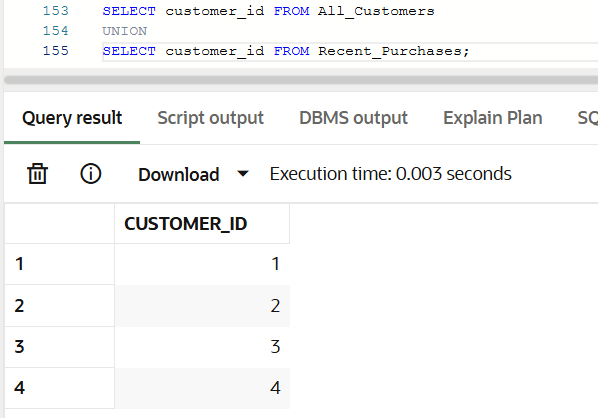 153 SELECT customer_id FROM All_Customers
154 UNION
155 SELECT customer_id FROM Recent_Purchases;
Query result Script output DBMS output Explain Plan SQ
Download Execution time: 0.003 seconds
CUSTOMER_ID
1 1
2 2
3 3
4 4